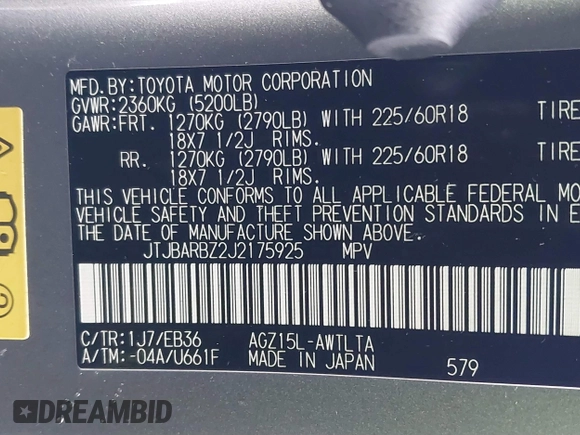 MFD.BY:TOYOTA MOTOR CORPORATION
GVWR:2360KG (5200LB)
GAWR:FRT. 1270KG (2790LB) WITH 225/60R18 TIRE
18X7 1/2J RIMS.
RR. 1270KG (2790LB) WITH 225/60R18 TIRE
18X7 1/2J RIMS.
THIS VEHICLE CONFORMS TO ALL APPLICABLE FEDERAL MO
VEHICLE SAFETY AND THEFT PREVENTION STANDARDS IN E
THE DATE OF MANUFACTURE SHOWN ABOVE.
JTJBARBZ2J2175925 MPV
C/TR:1J7/EB36 AGZ15L-AWTLTA
A/TM:-04A/U661F MADE IN JAPAN 579
DREAMBID